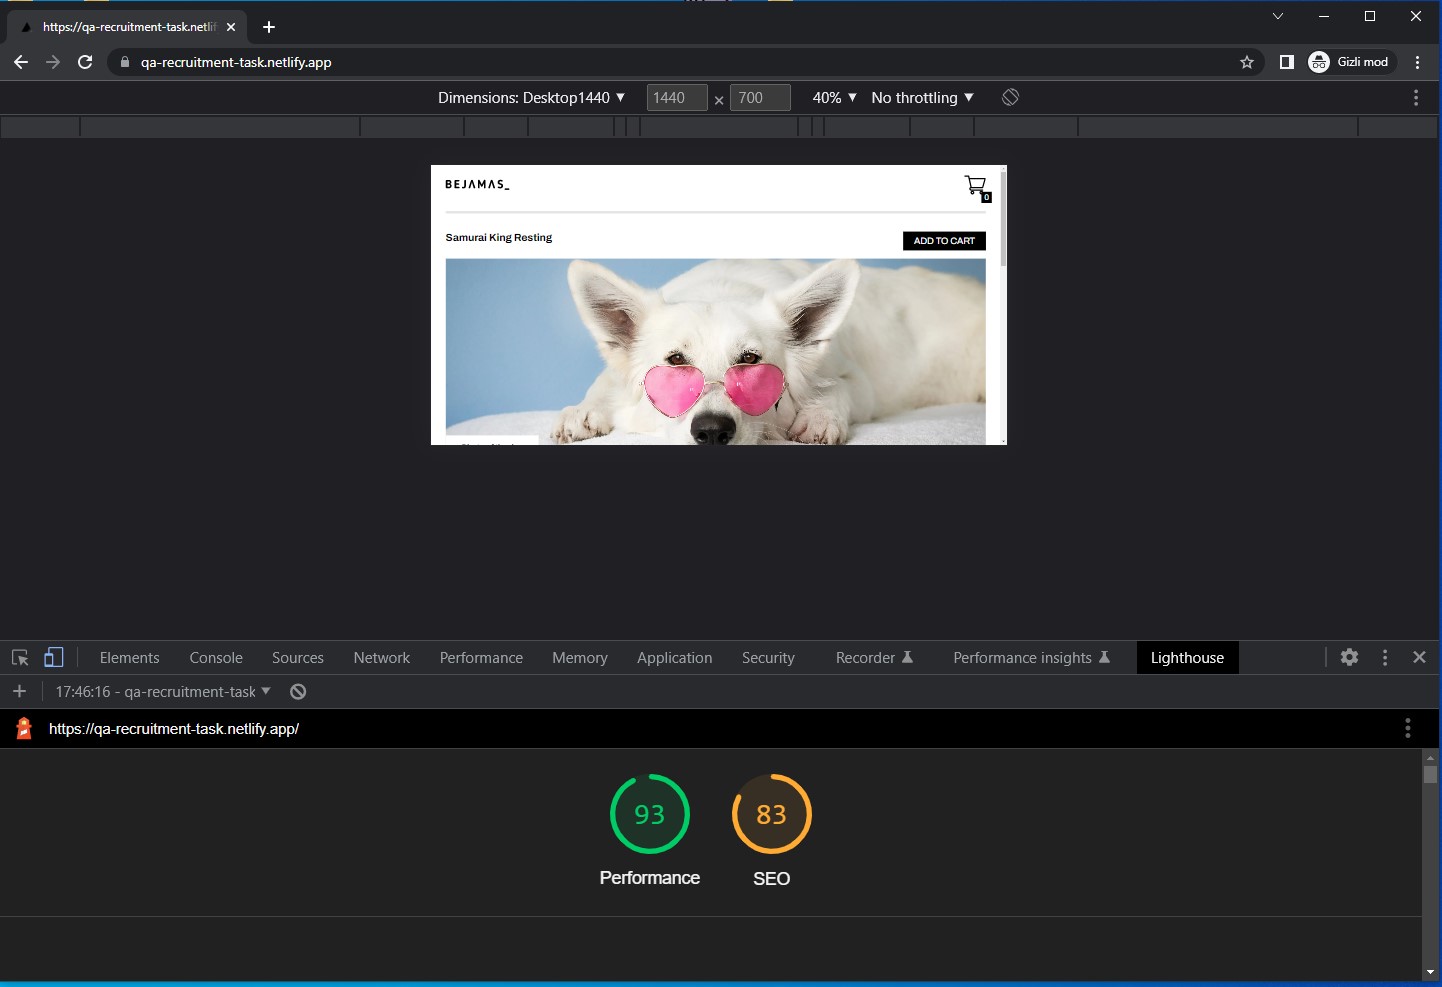 https://qa-recruitment-task.netlif
qa-recruitment-task.netlify.app
Gizli mod
Dimensions: Desktop1440 ▼ 1440 × 700 40% ▼ No throttling ▼
BEJAMAS_
0
Samurai King Resting
ADD TO CART
Elements Console Sources Network Performance Memory Application Security Recorder Performance insights Lighthouse
17:46:16 - qa-recruitment-task ▼
https://qa-recruitment-task.netlify.app/
93 83
Performance SEO